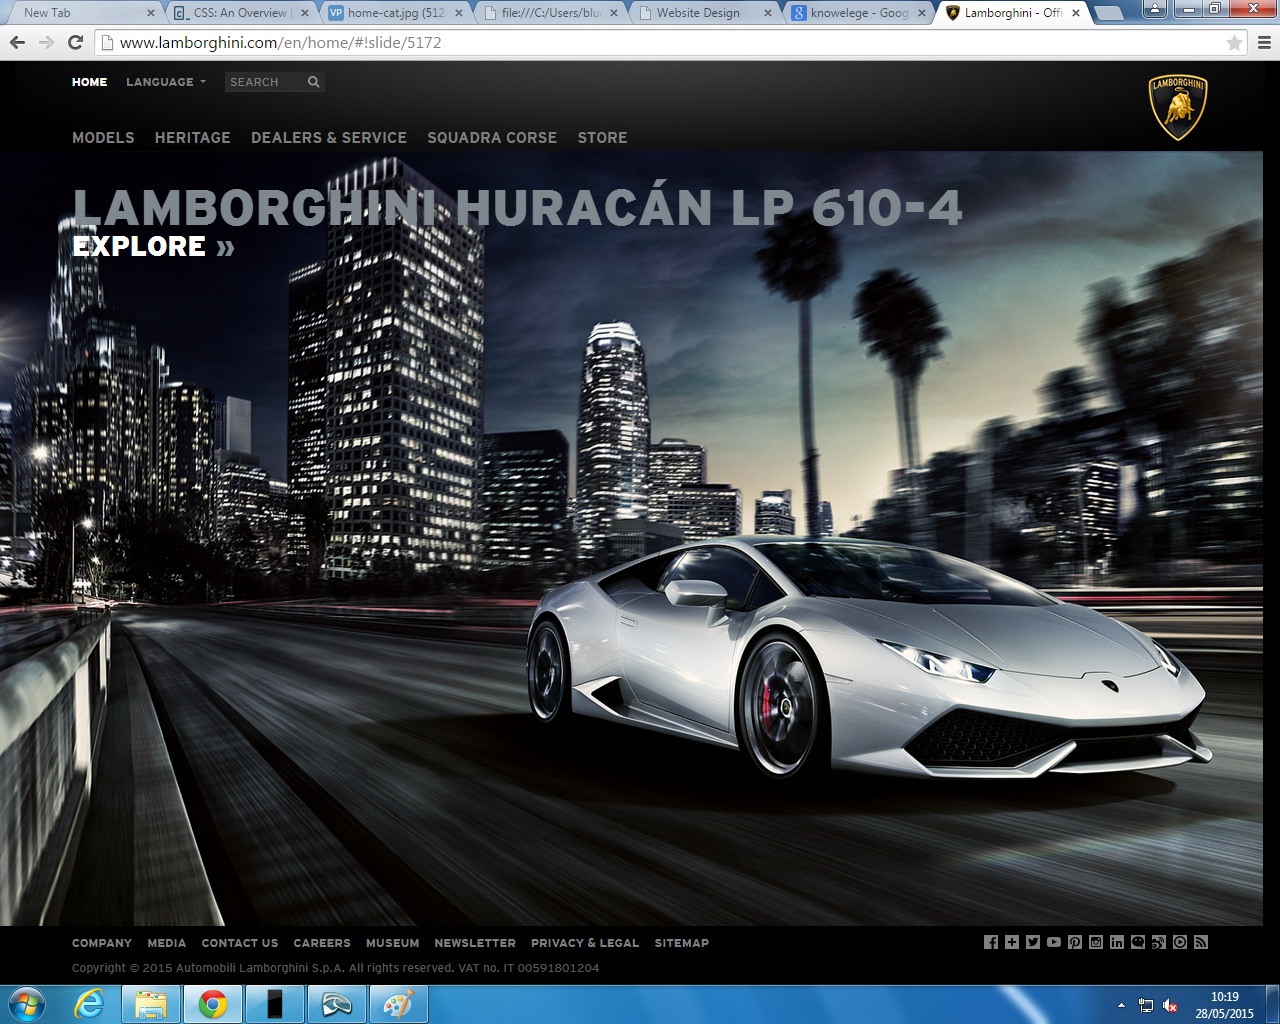 New Tab
CSS: An Overview |
VP home-cat.jpg (512
file:///C:/Users/blu
Website Design
g knowelege - Goog
Lamborghini - Offi
www.lamborghini.com/en/home/#!slide/5172
HOME LANGUAGE SEARCH
LAMBORGHINI
MODELS HERITAGE DEALERS & SERVICE SQUADRA CORSE STORE
LAMBORGHINI HURACÁN LP 610-4
EXPLORE »
COMPANY MEDIA CONTACT US CAREERS MUSEUM NEWSLETTER PRIVACY & LEGAL SITEMAP
Copyright © 2015 Automobili Lamborghini S.p.A. All rights reserved. VAT no. IT 00591801204
10:19
28/05/2015